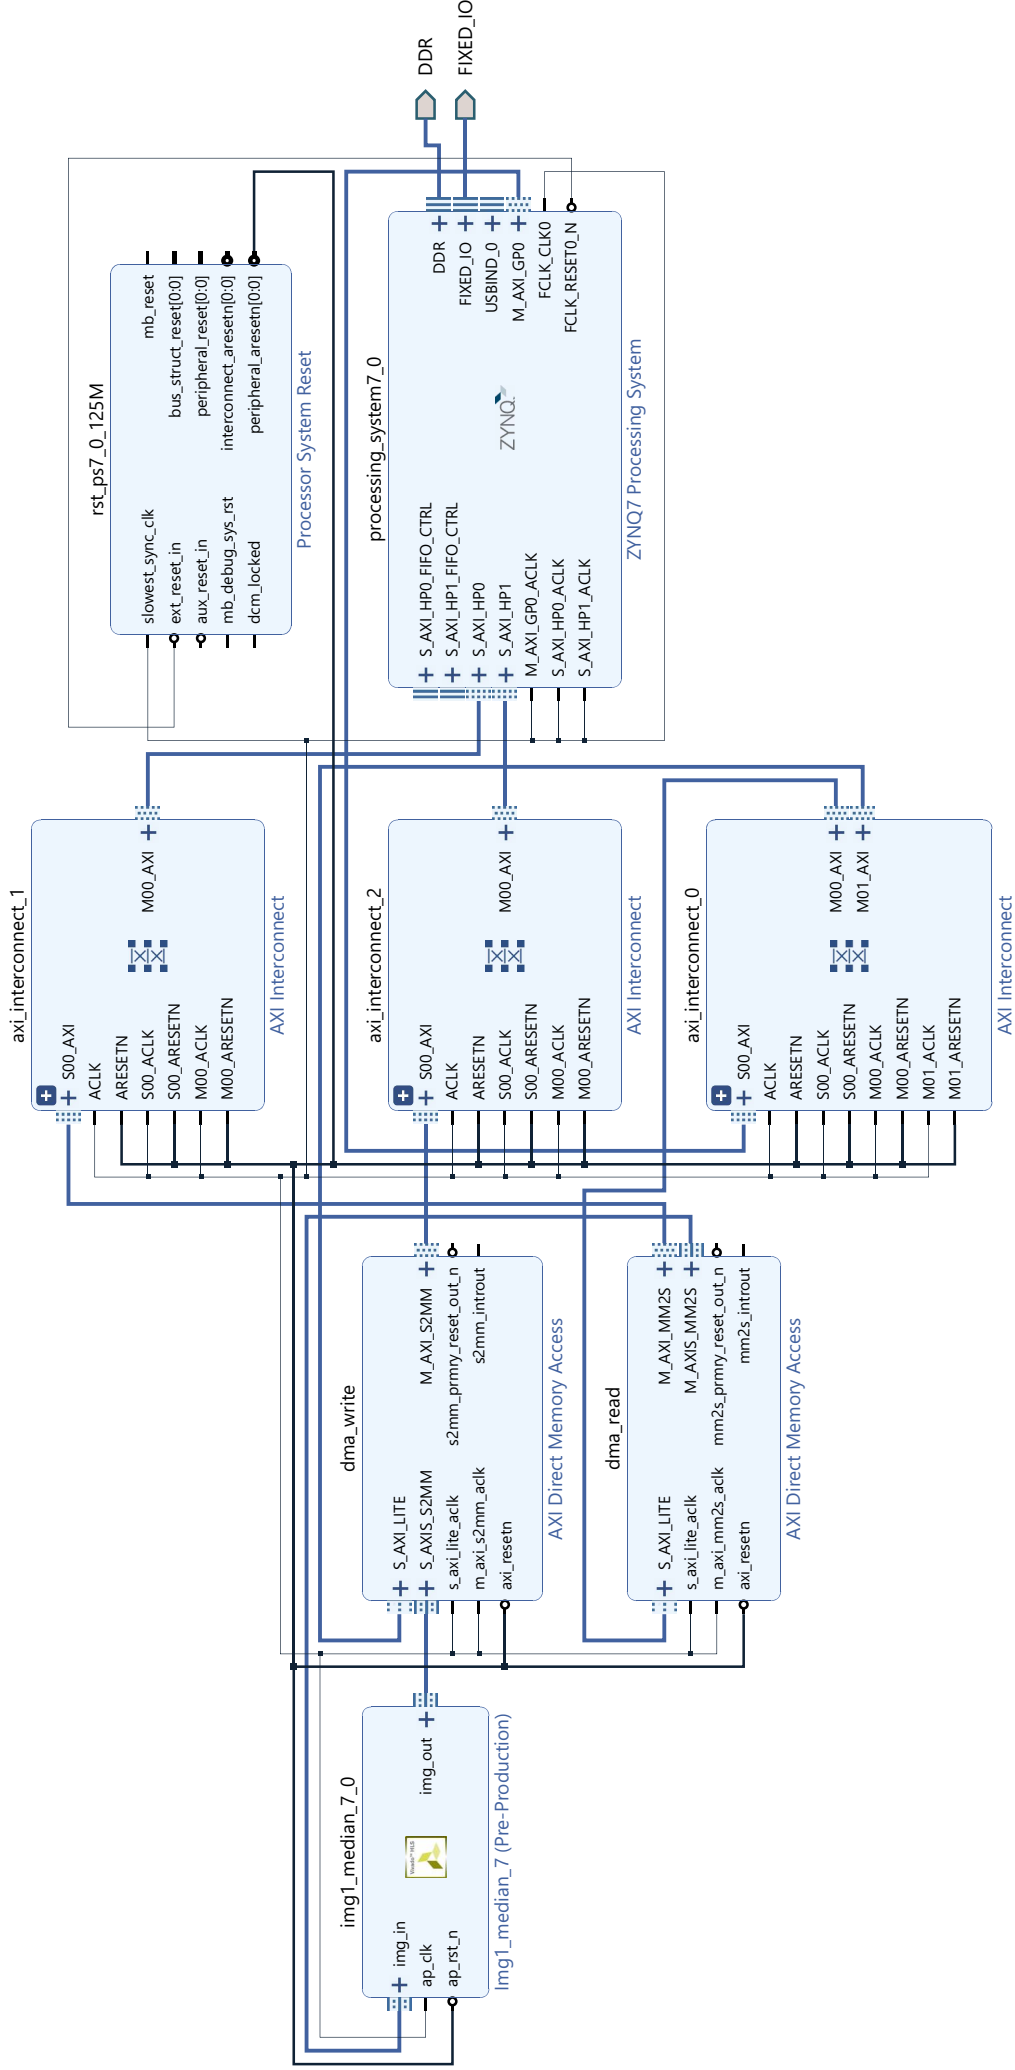 DDR
FIXED_IO
rst_ps7_0_125M
slowest_sync_clk
ext_reset_in
aux_reset_in
mb_debug_sys_rst
dcm_locked
mb_reset
bus_struct_reset[0:0]
peripheral_reset[0:0]
interconnect_aresetn[0:0]
peripheral_aresetn[0:0]
Processor System Reset
processing_system7_0
S_AXI_HP0_FIFO_CTRL
S_AXI_HP1_FIFO_CTRL
S_AXI_HP0
S_AXI_HP1
M_AXI_GP0_ACLK
S_AXI_HP0_ACLK
S_AXI_HP1_ACLK
ZYNQ.
DDR
FIXED_IO
USBIND_0
M_AXI_GP0
FCLK_CLK0
FCLK_RESET0_N
ZYNQ7 Processing System
axi_interconnect_1
S00_AXI
ACLK
ARESETN
S00_ACLK
S00_ARESETN
M00_ACLK
M00_ARESETN
M00_AXI
AXI Interconnect
axi_interconnect_2
S00_AXI
ACLK
ARESETN
S00_ACLK
S00_ARESETN
M00_ACLK
M00_ARESETN
M00_AXI
AXI Interconnect
axi_interconnect_0
S00_AXI
ACLK
ARESETN
S00_ACLK
S00_ARESETN
M00_ACLK
M00_ARESETN
M01_ACLK
M01_ARESETN
M00_AXI
M01_AXI
AXI Interconnect
dma_write
S_AXI_LITE
S_AXIS_S2MM
s_axi_lite_aclk
m_axi_s2mm_aclk
axi_resetn
M_AXI_S2MM
s2mm_prmry_reset_out_n
s2mm_introut
AXI Direct Memory Access
dma_read
S_AXI_LITE
s_axi_lite_aclk
m_axi_mm2s_aclk
axi_resetn
M_AXI_MM2S
M_AXIS_MM2S
mm2s_prmry_reset_out_n
mm2s_introut
AXI Direct Memory Access
img1_median_7_0
img_in
ap_clk
ap_rst_n
Vivado™ HLS
img_out
Img1_median_7 (Pre-Production)